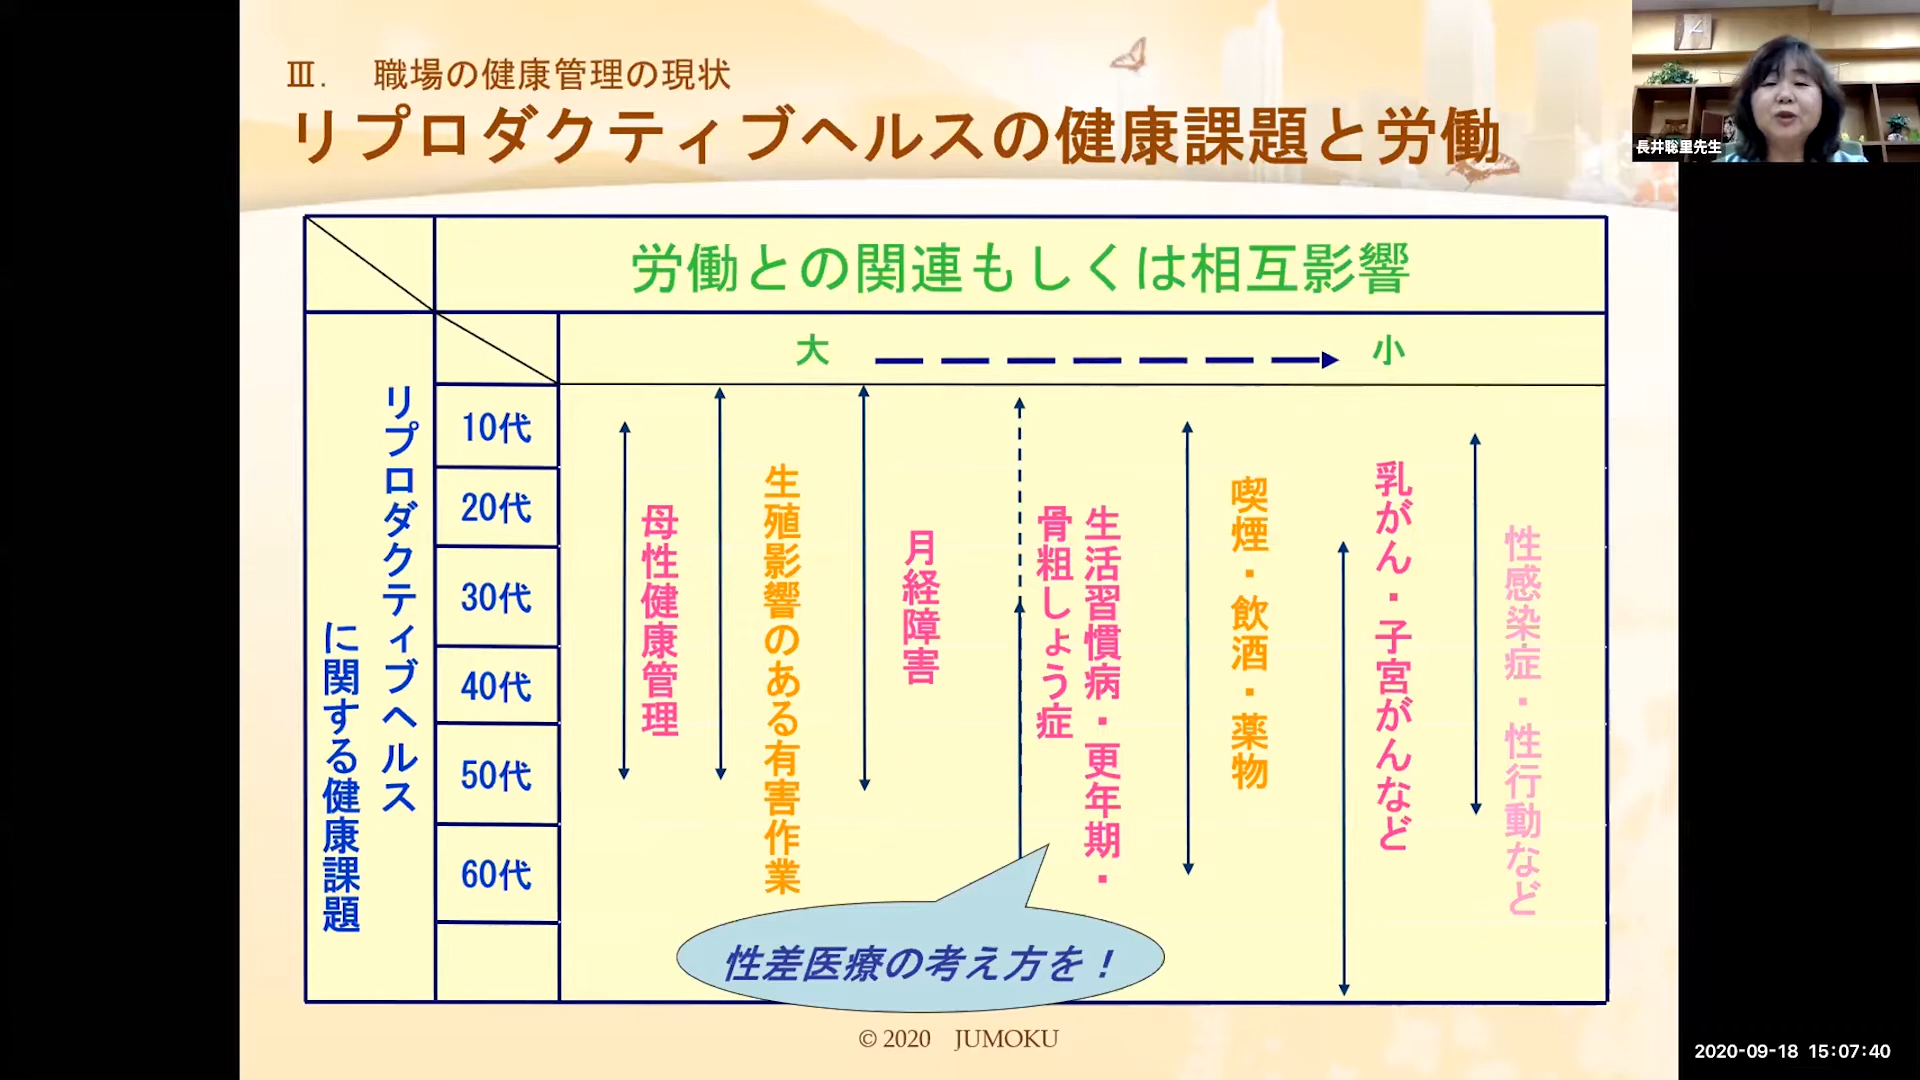 Ⅲ.　職場の健康管理の現状
リプロダクティブヘルスの健康課題と労働
長井聡里先生
労働との関連もしくは相互影響
大
小
リプロダクティブヘルス
に関する健康課題
10代
20代
30代
40代
50代
60代
母性健康管理
生殖影響のある有害作業
月経障害
生活習慣病・更年期・
骨粗しょう症
喫煙・飲酒・薬物
乳がん・子宮がんなど
性感染症・性行動など
性差医療の考え方を！
© 2020　JUMOKU
2020-09-18 15:07:40